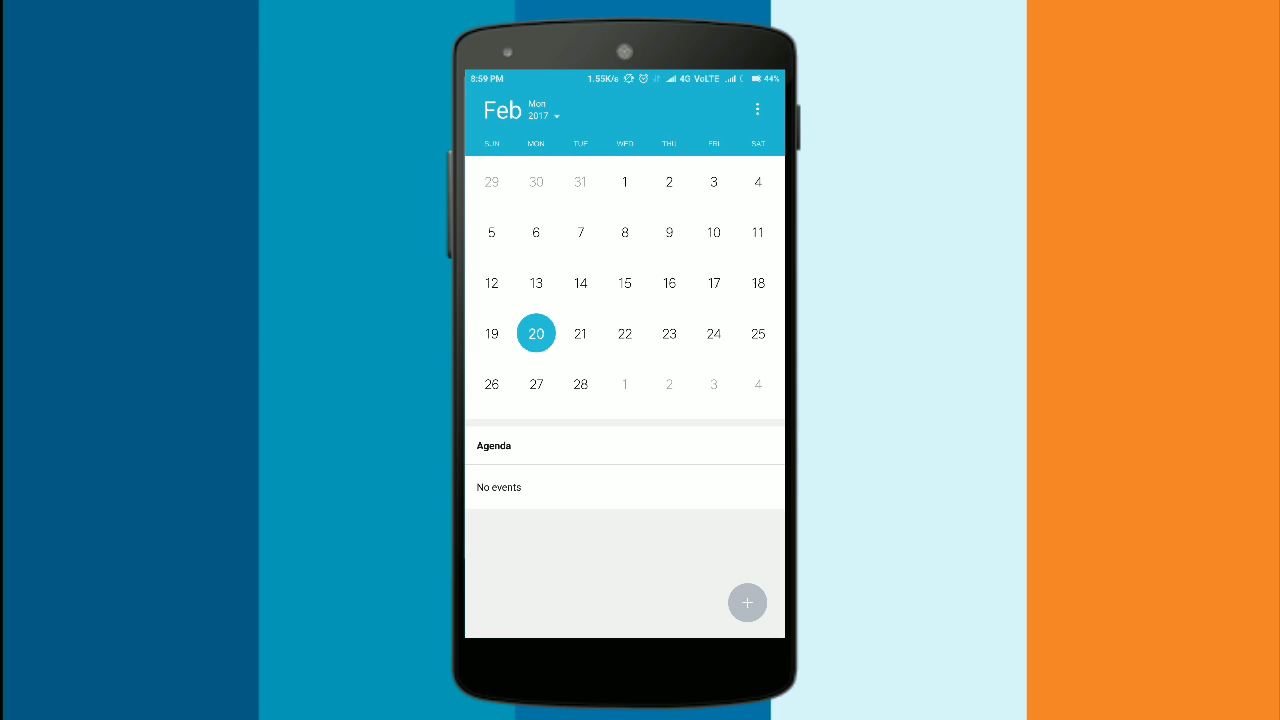 8:59 PM 1.55K/s 4G VoLTE 44%
Feb Mon
2017
SUN MON TUE WED THU FRI SAT
29 30 31 1 2 3 4
5 6 7 8 9 10 11
12 13 14 15 16 17 18
19 20 21 22 23 24 25
26 27 28 1 2 3 4
Agenda
No events
+